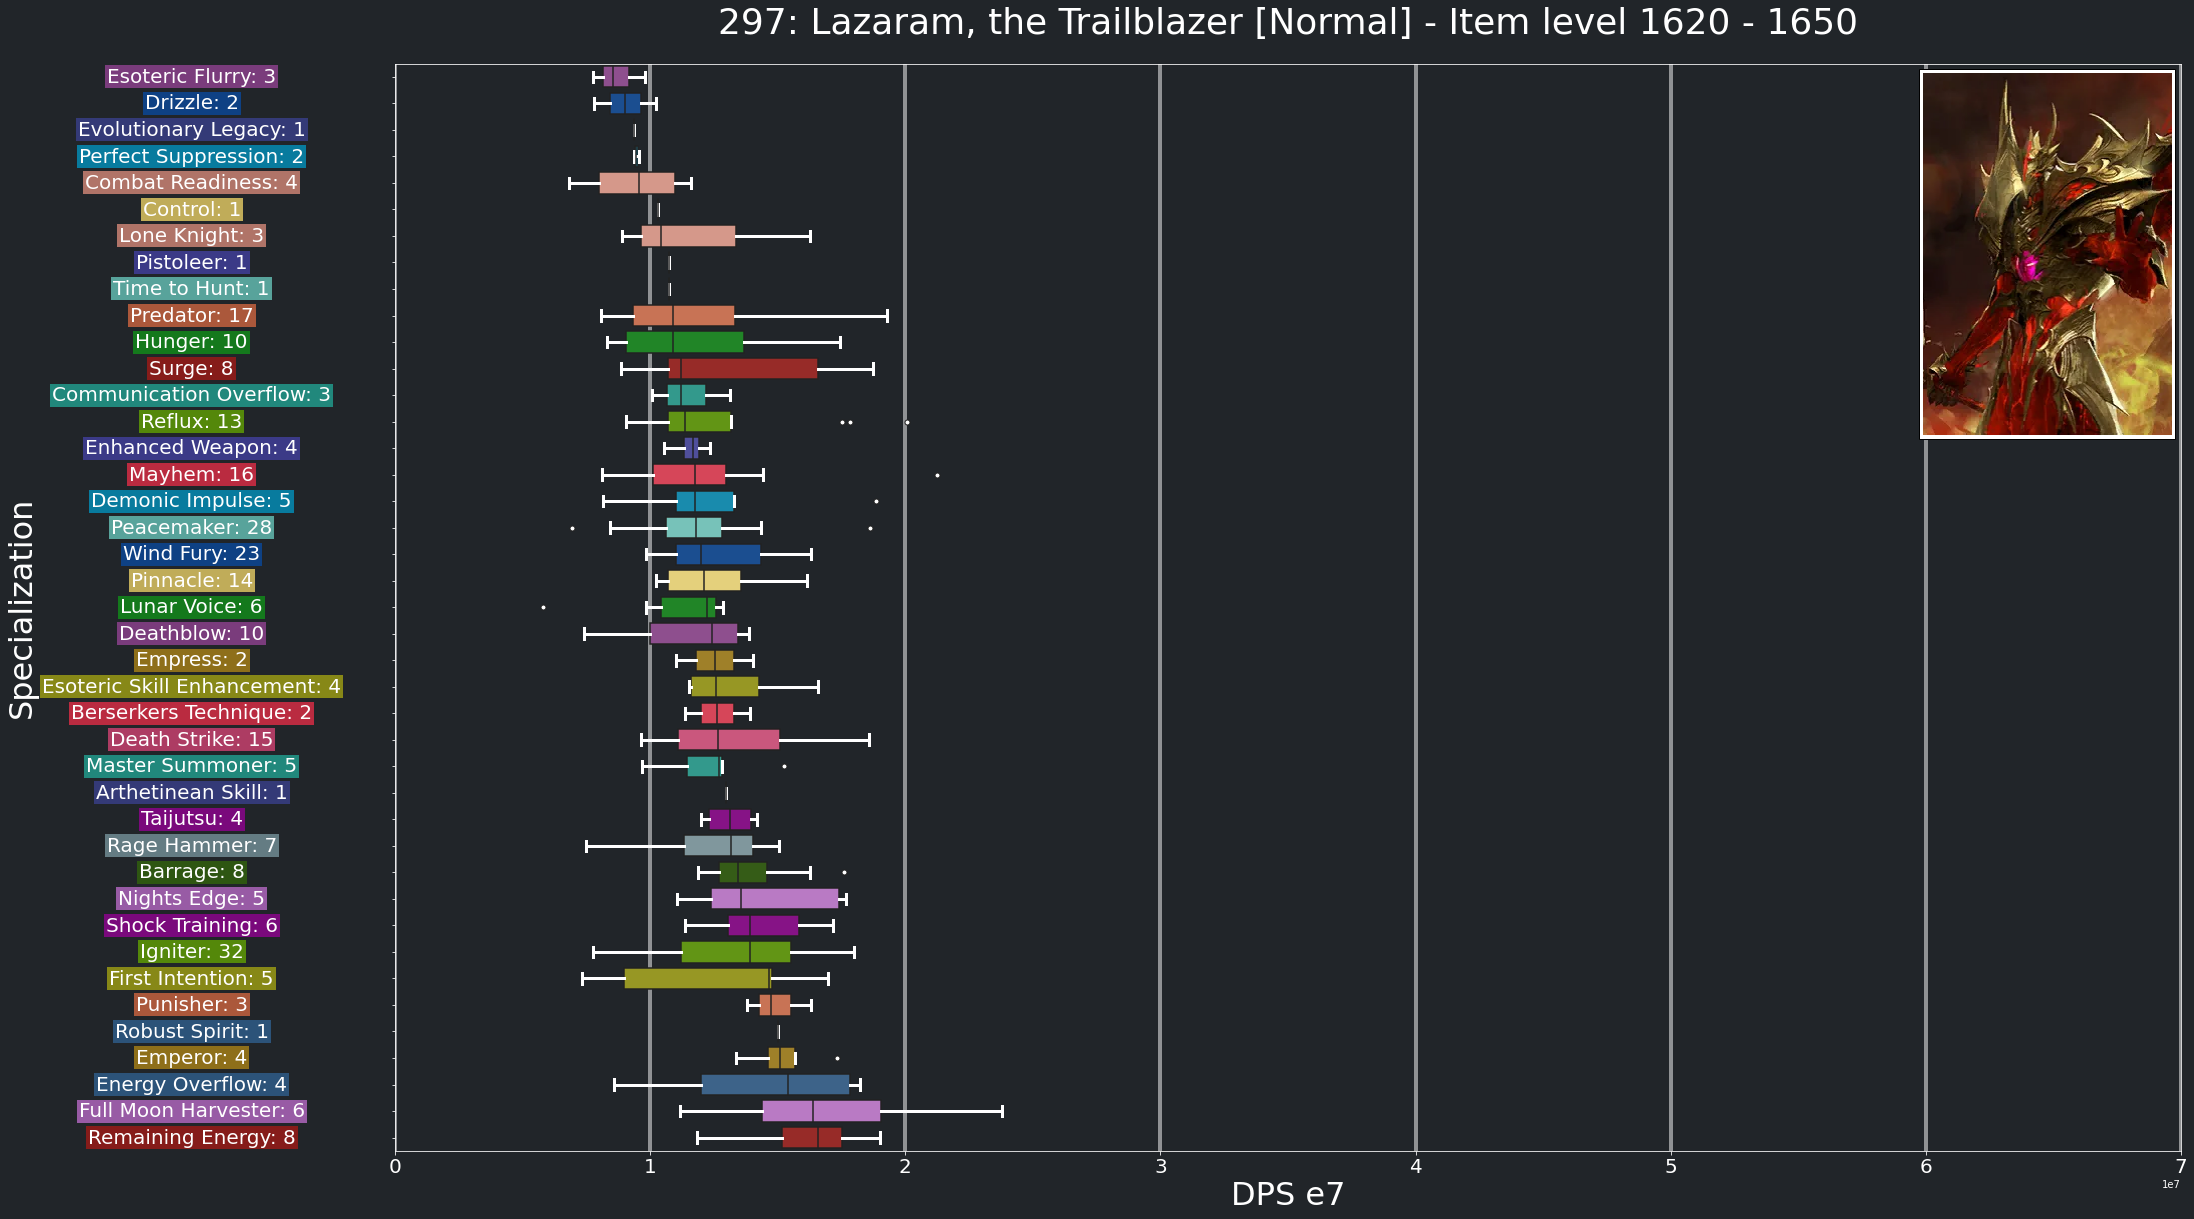 297: Lazaram, the Trailblazer [Normal] - Item level 1620 - 1650
Specialization
Esoteric Flurry: 3
Drizzle: 2
Evolutionary Legacy: 1
Perfect Suppression: 2
Combat Readiness: 4
Control: 1
Lone Knight: 3
Pistoleer: 1
Time to Hunt: 1
Predator: 17
Hunger: 10
Surge: 8
Communication Overflow: 3
Reflux: 13
Enhanced Weapon: 4
Mayhem: 16
Demonic Impulse: 5
Peacemaker: 28
Wind Fury: 23
Pinnacle: 14
Lunar Voice: 6
Deathblow: 10
Empress: 2
Esoteric Skill Enhancement: 4
Berserkers Technique: 2
Death Strike: 15
Master Summoner: 5
Arthetinean Skill: 1
Taijutsu: 4
Rage Hammer: 7
Barrage: 8
Nights Edge: 5
Shock Training: 6
Igniter: 32
First Intention: 5
Punisher: 3
Robust Spirit: 1
Emperor: 4
Energy Overflow: 4
Full Moon Harvester: 6
Remaining Energy: 8
0 1 2 3 4 5 6 7
1e7
DPS e7